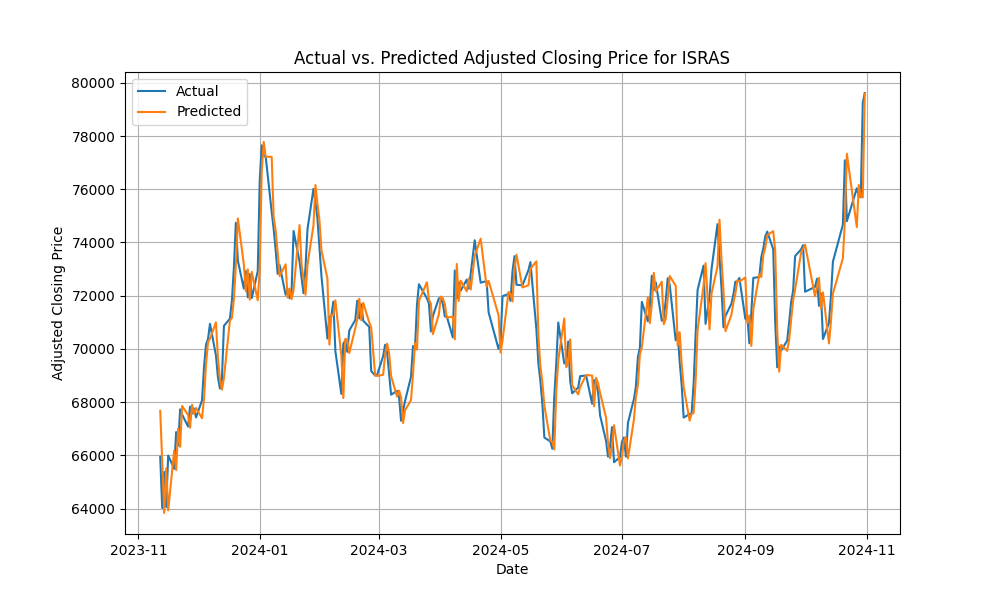 Actual vs. Predicted Adjusted Closing Price for ISRAS
Actual
Predicted
80000
78000
76000
74000
72000
70000
68000
66000
64000
Adjusted Closing Price
2023-11 2024-01 2024-03 2024-05 2024-07 2024-09 2024-11
Date